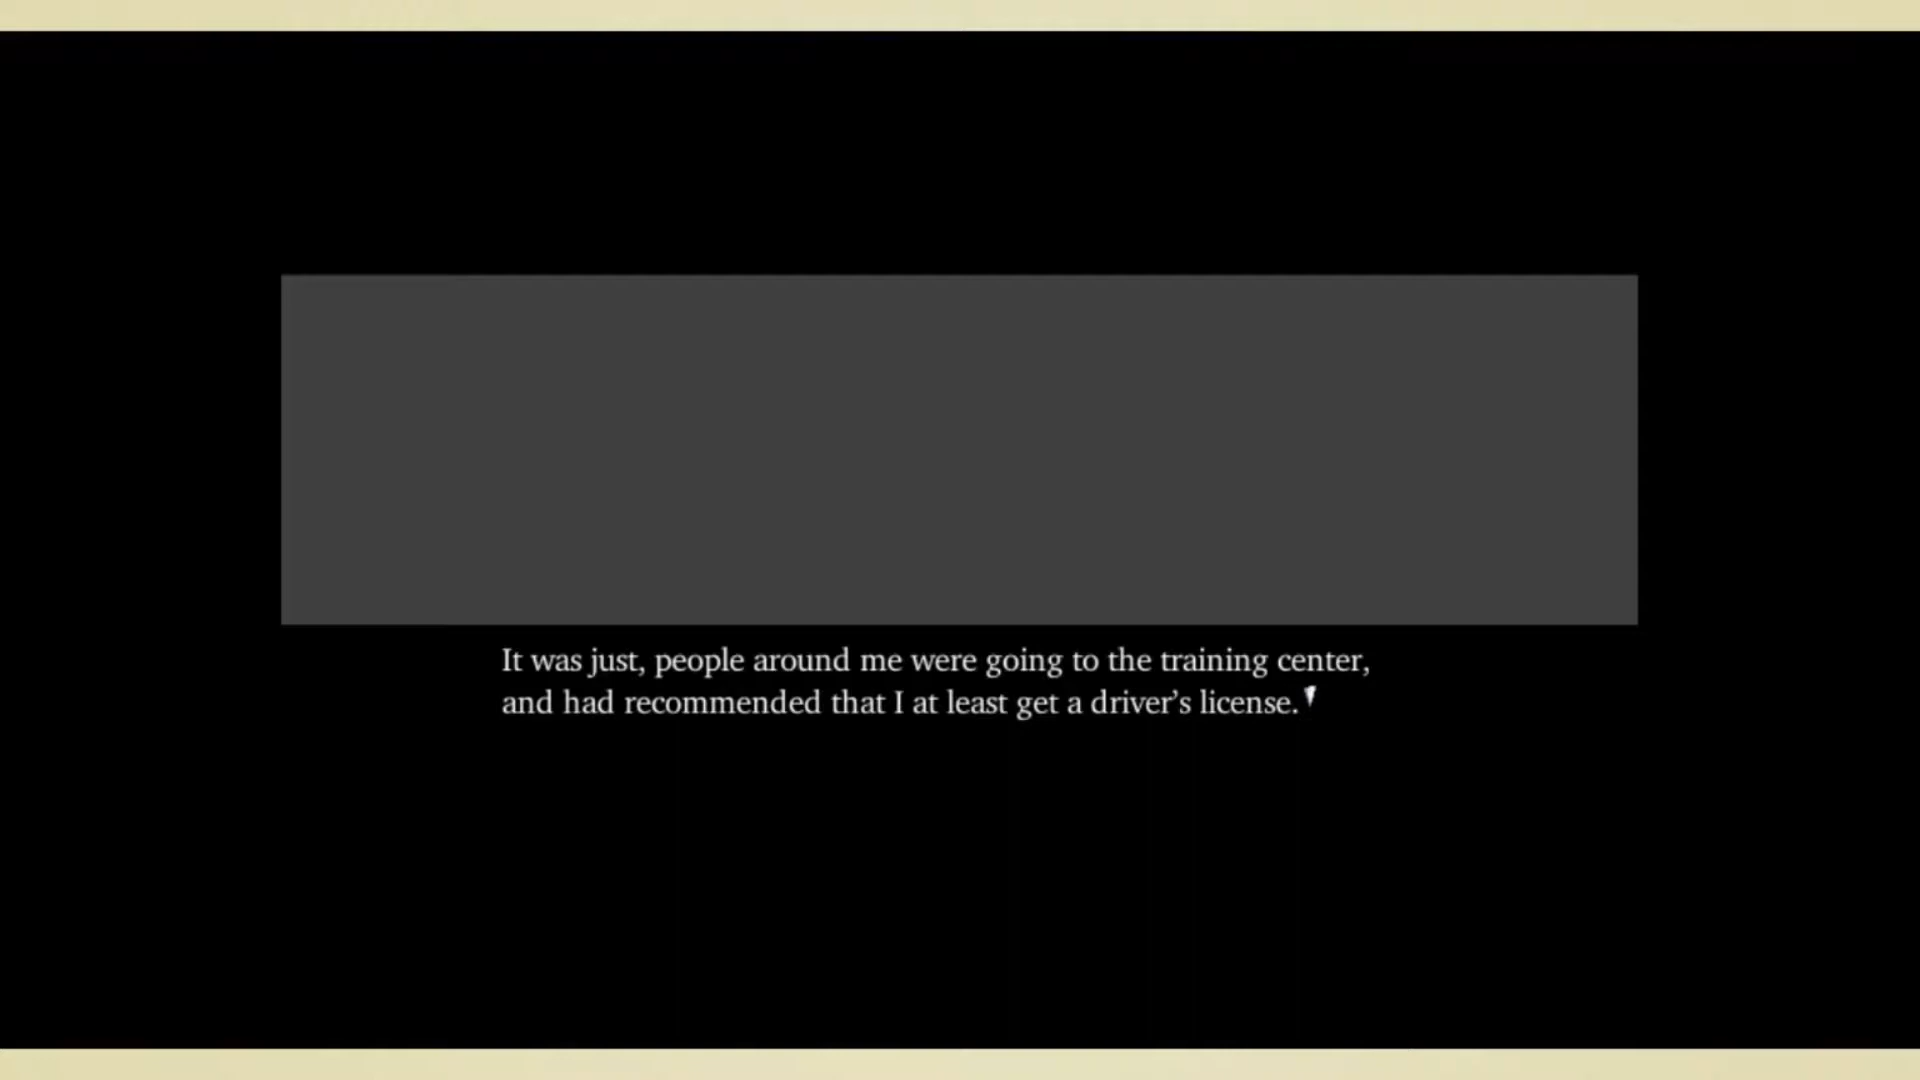 It was just, people around me were going to the training center,
and had recommended that I at least get a driver’s license.